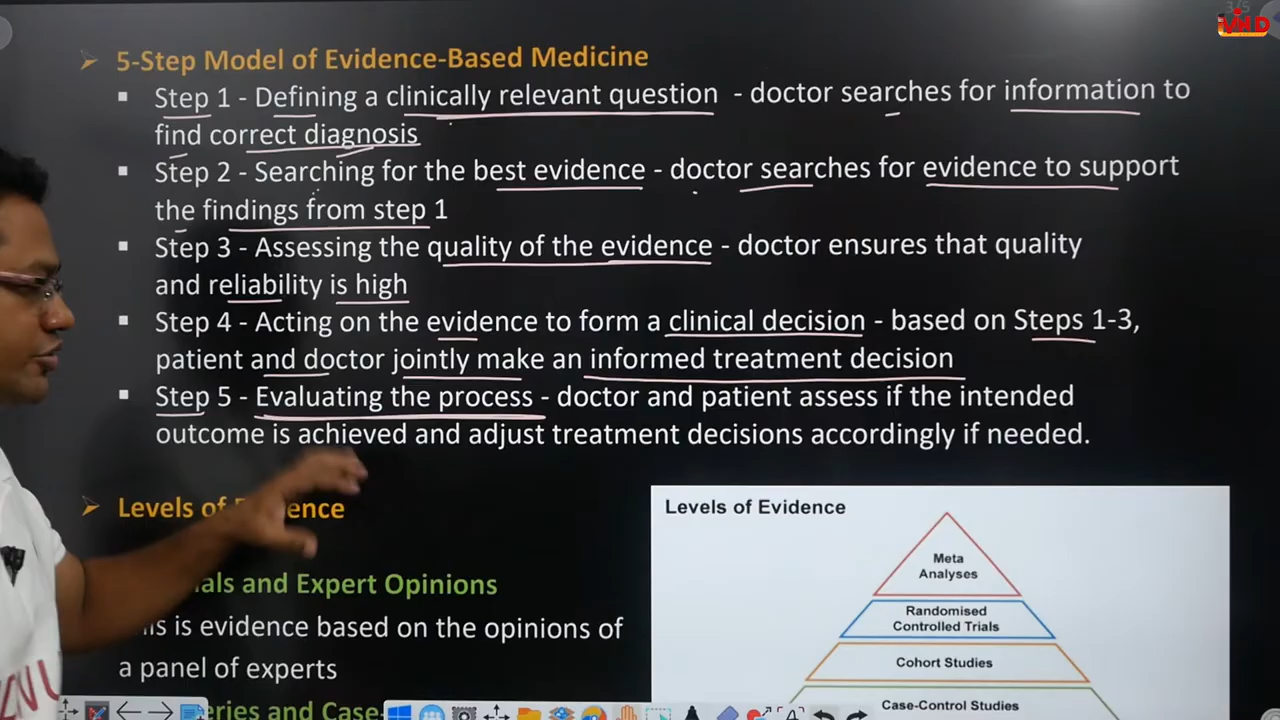 3/5
5-Step Model of Evidence-Based Medicine
Step 1 - Defining a clinically relevant question - doctor searches for information to
find correct diagnosis
Step 2 - Searching for the best evidence - doctor searches for evidence to support
the findings from step 1
Step 3 - Assessing the quality of the evidence - doctor ensures that quality
and reliability is high
Step 4 - Acting on the evidence to form a clinical decision - based on Steps 1-3,
patient and doctor jointly make an informed treatment decision
Step 5 - Evaluating the process - doctor and patient assess if the intended
outcome is achieved and adjust treatment decisions accordingly if needed.
Levels of
and Expert Opinions
is evidence based on the opinions of
a panel of experts
and Case-
Levels of Evidence
Meta
Analyses
Randomised
Controlled Trials
Cohort Studies
Case-Control Studies